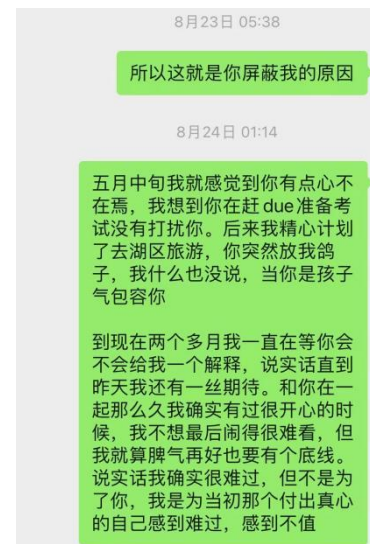 8月23日 05:38
所以这就是你屏蔽我的原因
8月24日 01:14
五月中旬我就感觉到你有点心不
在焉，我想到你在赶due准备考
试没有打扰你。后来我精心计划
了去湖区旅游，你突然放我鸽
子，我什么也没说，当你是孩子
气包容你
到现在两个多月我一直在等你会
不会给我一个解释，说实话直到
昨天我还有一丝期待。和你在一
起那么久我确实有过很开心的时
候，我不想最后闹得很难看，但
我就算脾气再好也要有个底线。
说实话我确实很难过，但不是为
了你，我是为当初那个付出真心
的自己感到难过，感到不值